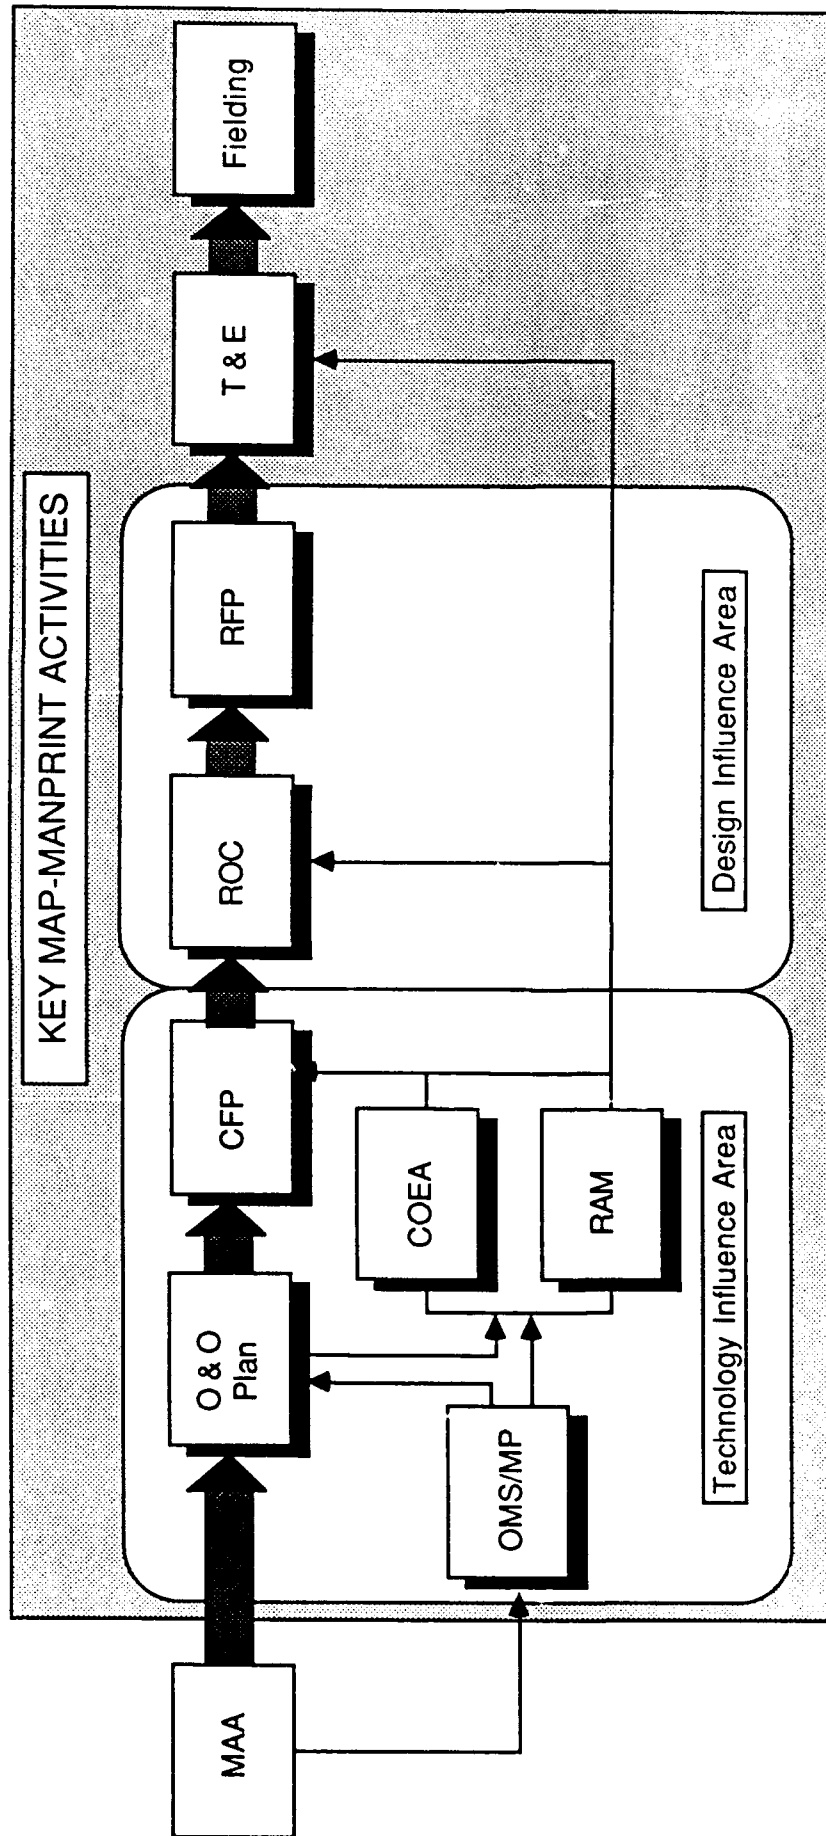 KEY MAP-MANPRINT ACTIVITIES
MAA
O & O
Plan
CFP
ROC
RFP
T & E
Fielding
OMS/MP
COEA
RAM
Technology Influence Area
Design Influence Area